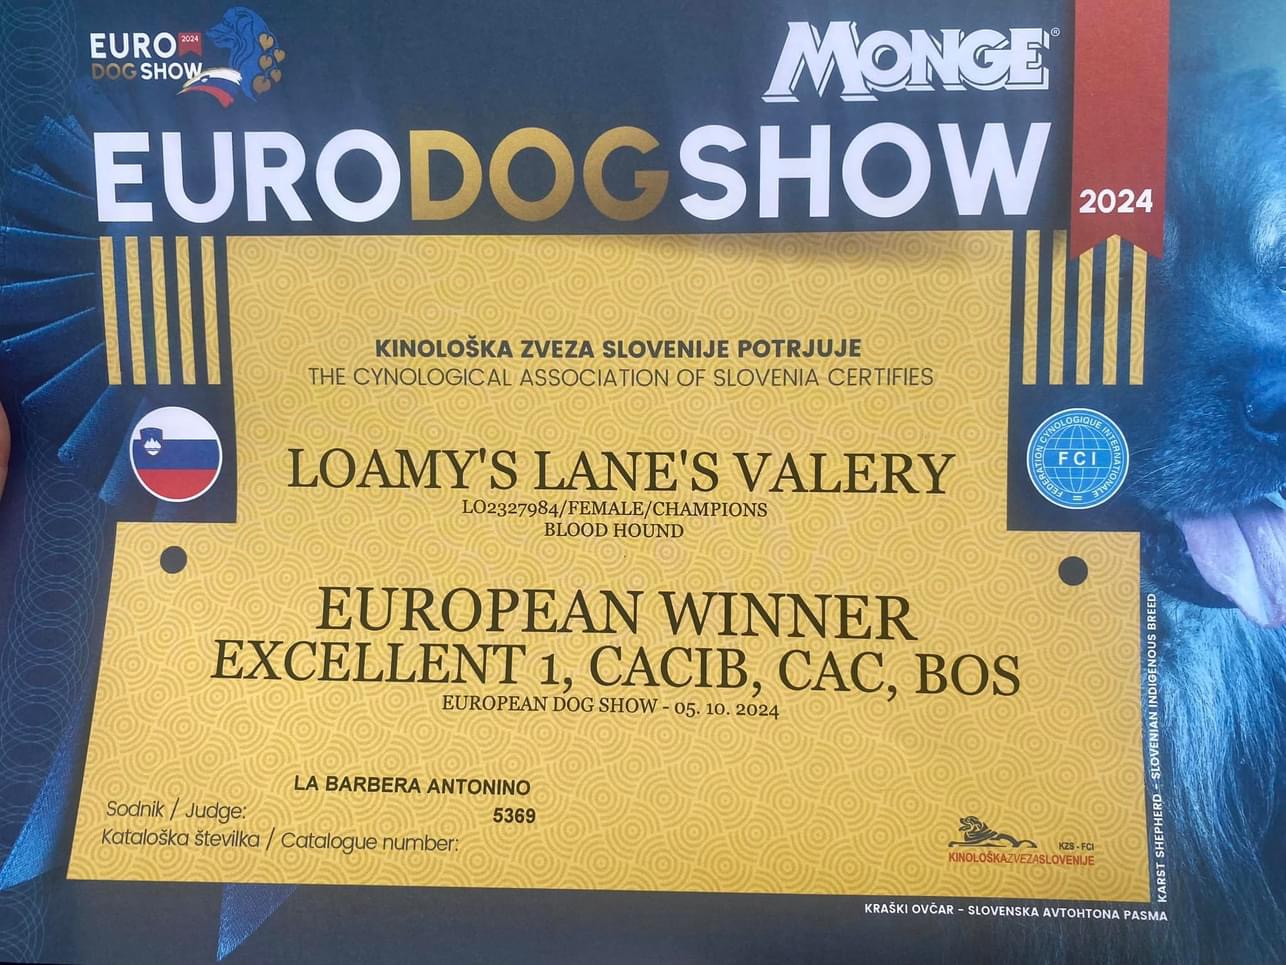 EURO 2024
DOG SHOW
MONGE®
EURODOGSHOW
2024
KINOLOŠKA ZVEZA SLOVENIJE POTRJUJE
THE CYNOLOGICAL ASSOCIATION OF SLOVENIA CERTIFIES
FEDERATION CYNOLOGIQUE INTERNATIONALE
FCI
LOAMY'S LANE'S VALERY
LO2327984/FEMALE/CHAMPIONS
BLOOD HOUND
EUROPEAN WINNER
EXCELLENT 1, CACIB, CAC, BOS
EUROPEAN DOG SHOW - 05. 10. 2024
LA BARBERA ANTONINO
Sodnik / Judge:
5369
Kataloška številka / Catalogue number:
KZS - FCI
KINOLOŠKAZVEZASLOVENIJE
KARST SHEPHERD - SLOVENIAN INDIGENOUS BREED
KRAŠKI OVČAR - SLOVENSKA AVTOHTONA PASMA